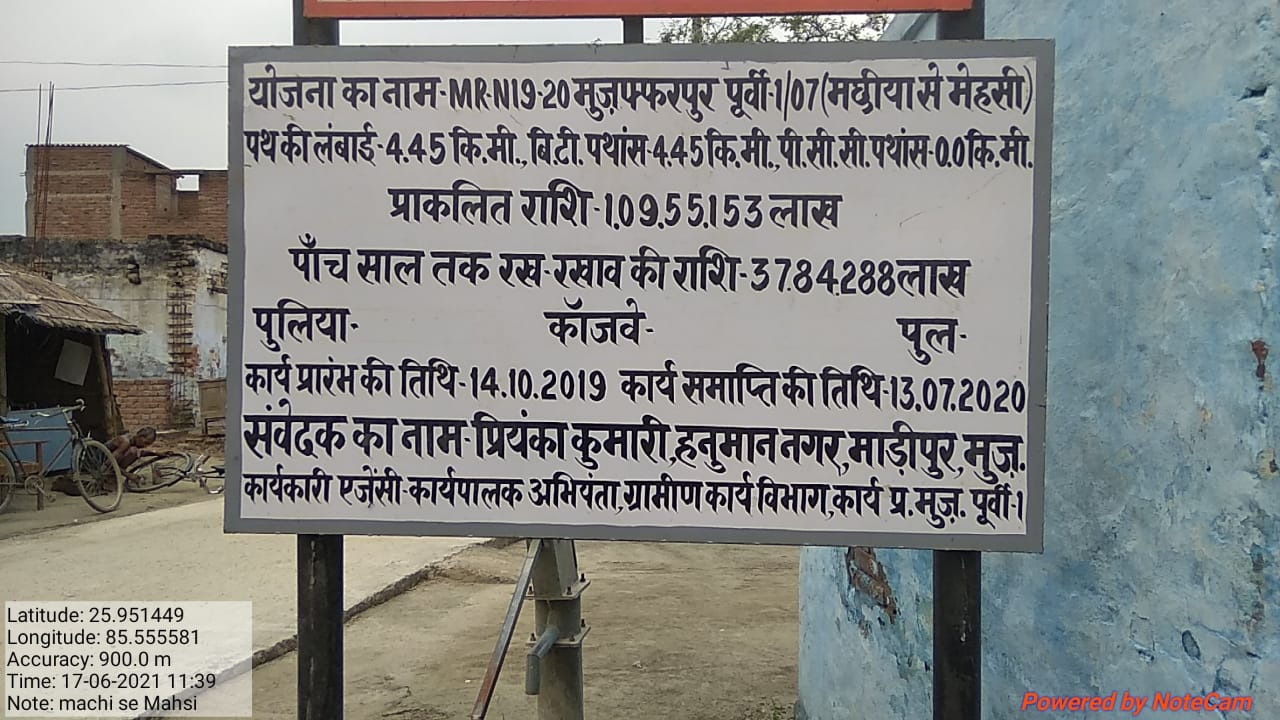 योजना का नाम-MR-N19-20 मुज़फ्फरपुर पूर्वी-1/07(मघीया से मेहसी)
पथ की लंबाई-4.45 कि.मी., बि.टी. पथांस-4.45 कि.मी., पी.सी.सी. पथांस-0.0 कि.मी.
प्राकलित राशि-1.09.55.153 लाख
पाँच साल तक रख-रखाव की राशि-37.84.288 लाख
पुलिया- कॉजवे- पुल-
कार्य प्रारंभ की तिथि-14.10.2019 कार्य समाप्ति की तिथि-13.07.2020
संवेदक का नाम-प्रियंका कुमारी, हनुमान नगर, माड़ीपुर, मुज़.
कार्यकारी एजेंसी-कार्यपालक अभियंता, ग्रामीण कार्य विभाग, कार्य प्र. मुज़. पूर्वी-1
Latitude: 25.951449
Longitude: 85.555581
Accuracy: 900.0 m
Time: 17-06-2021 11:39
Note: machi se Mahsi
Powered by NoteCam